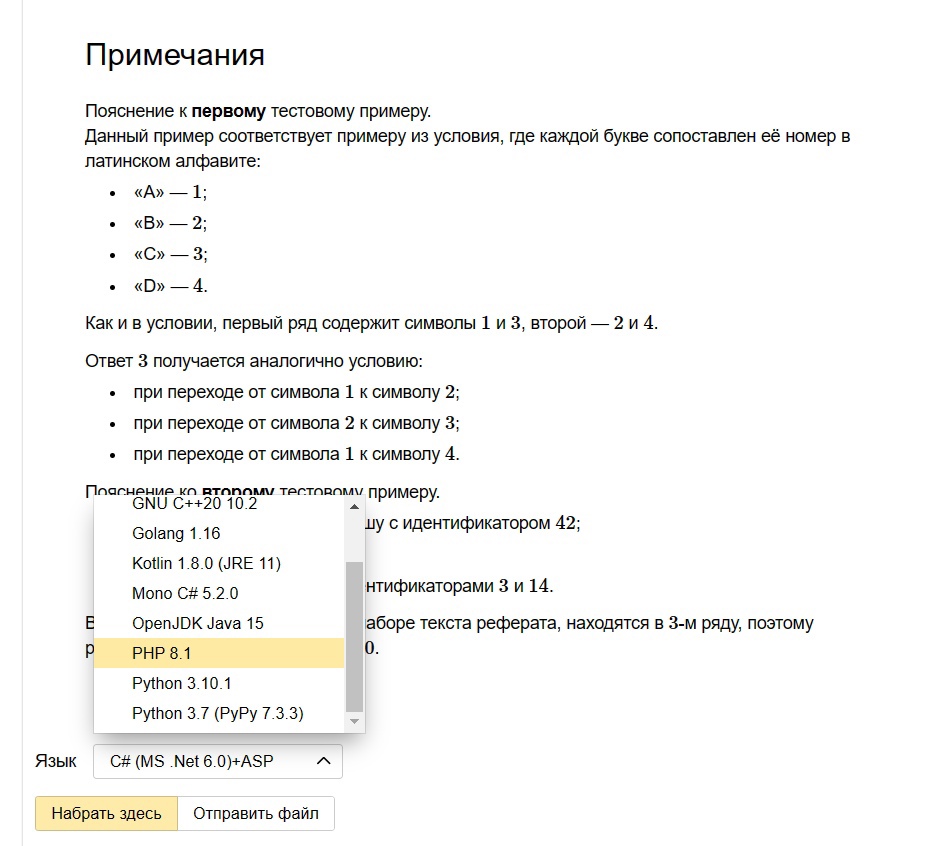 Примечания
Пояснение к первому тестовому примеру.
Данный пример соответствует примеру из условия, где каждой букве сопоставлен её номер в
латинском алфавите:
• «A» — 1;
• «B» — 2;
• «C» — 3;
• «D» — 4.
Как и в условии, первый ряд содержит символы 1 и 3, второй — 2 и 4.
Ответ 3 получается аналогично условию:
• при переходе от символа 1 к символу 2;
• при переходе от символа 2 к символу 3;
• при переходе от символа 1 к символу 4.
Пояснение ко второму тестовому примеру.
шу с идентификатором 42;
нтификаторами 3 и 14.
В аборе текста реферата, находятся в 3-м ряду, поэтому
р 0.
GNU C++20 10.2
Golang 1.16
Kotlin 1.8.0 (JRE 11)
Mono C# 5.2.0
OpenJDK Java 15
PHP 8.1
Python 3.10.1
Python 3.7 (PyPy 7.3.3)
Язык C# (MS .Net 6.0)+ASP
Набрать здесь Отправить файл